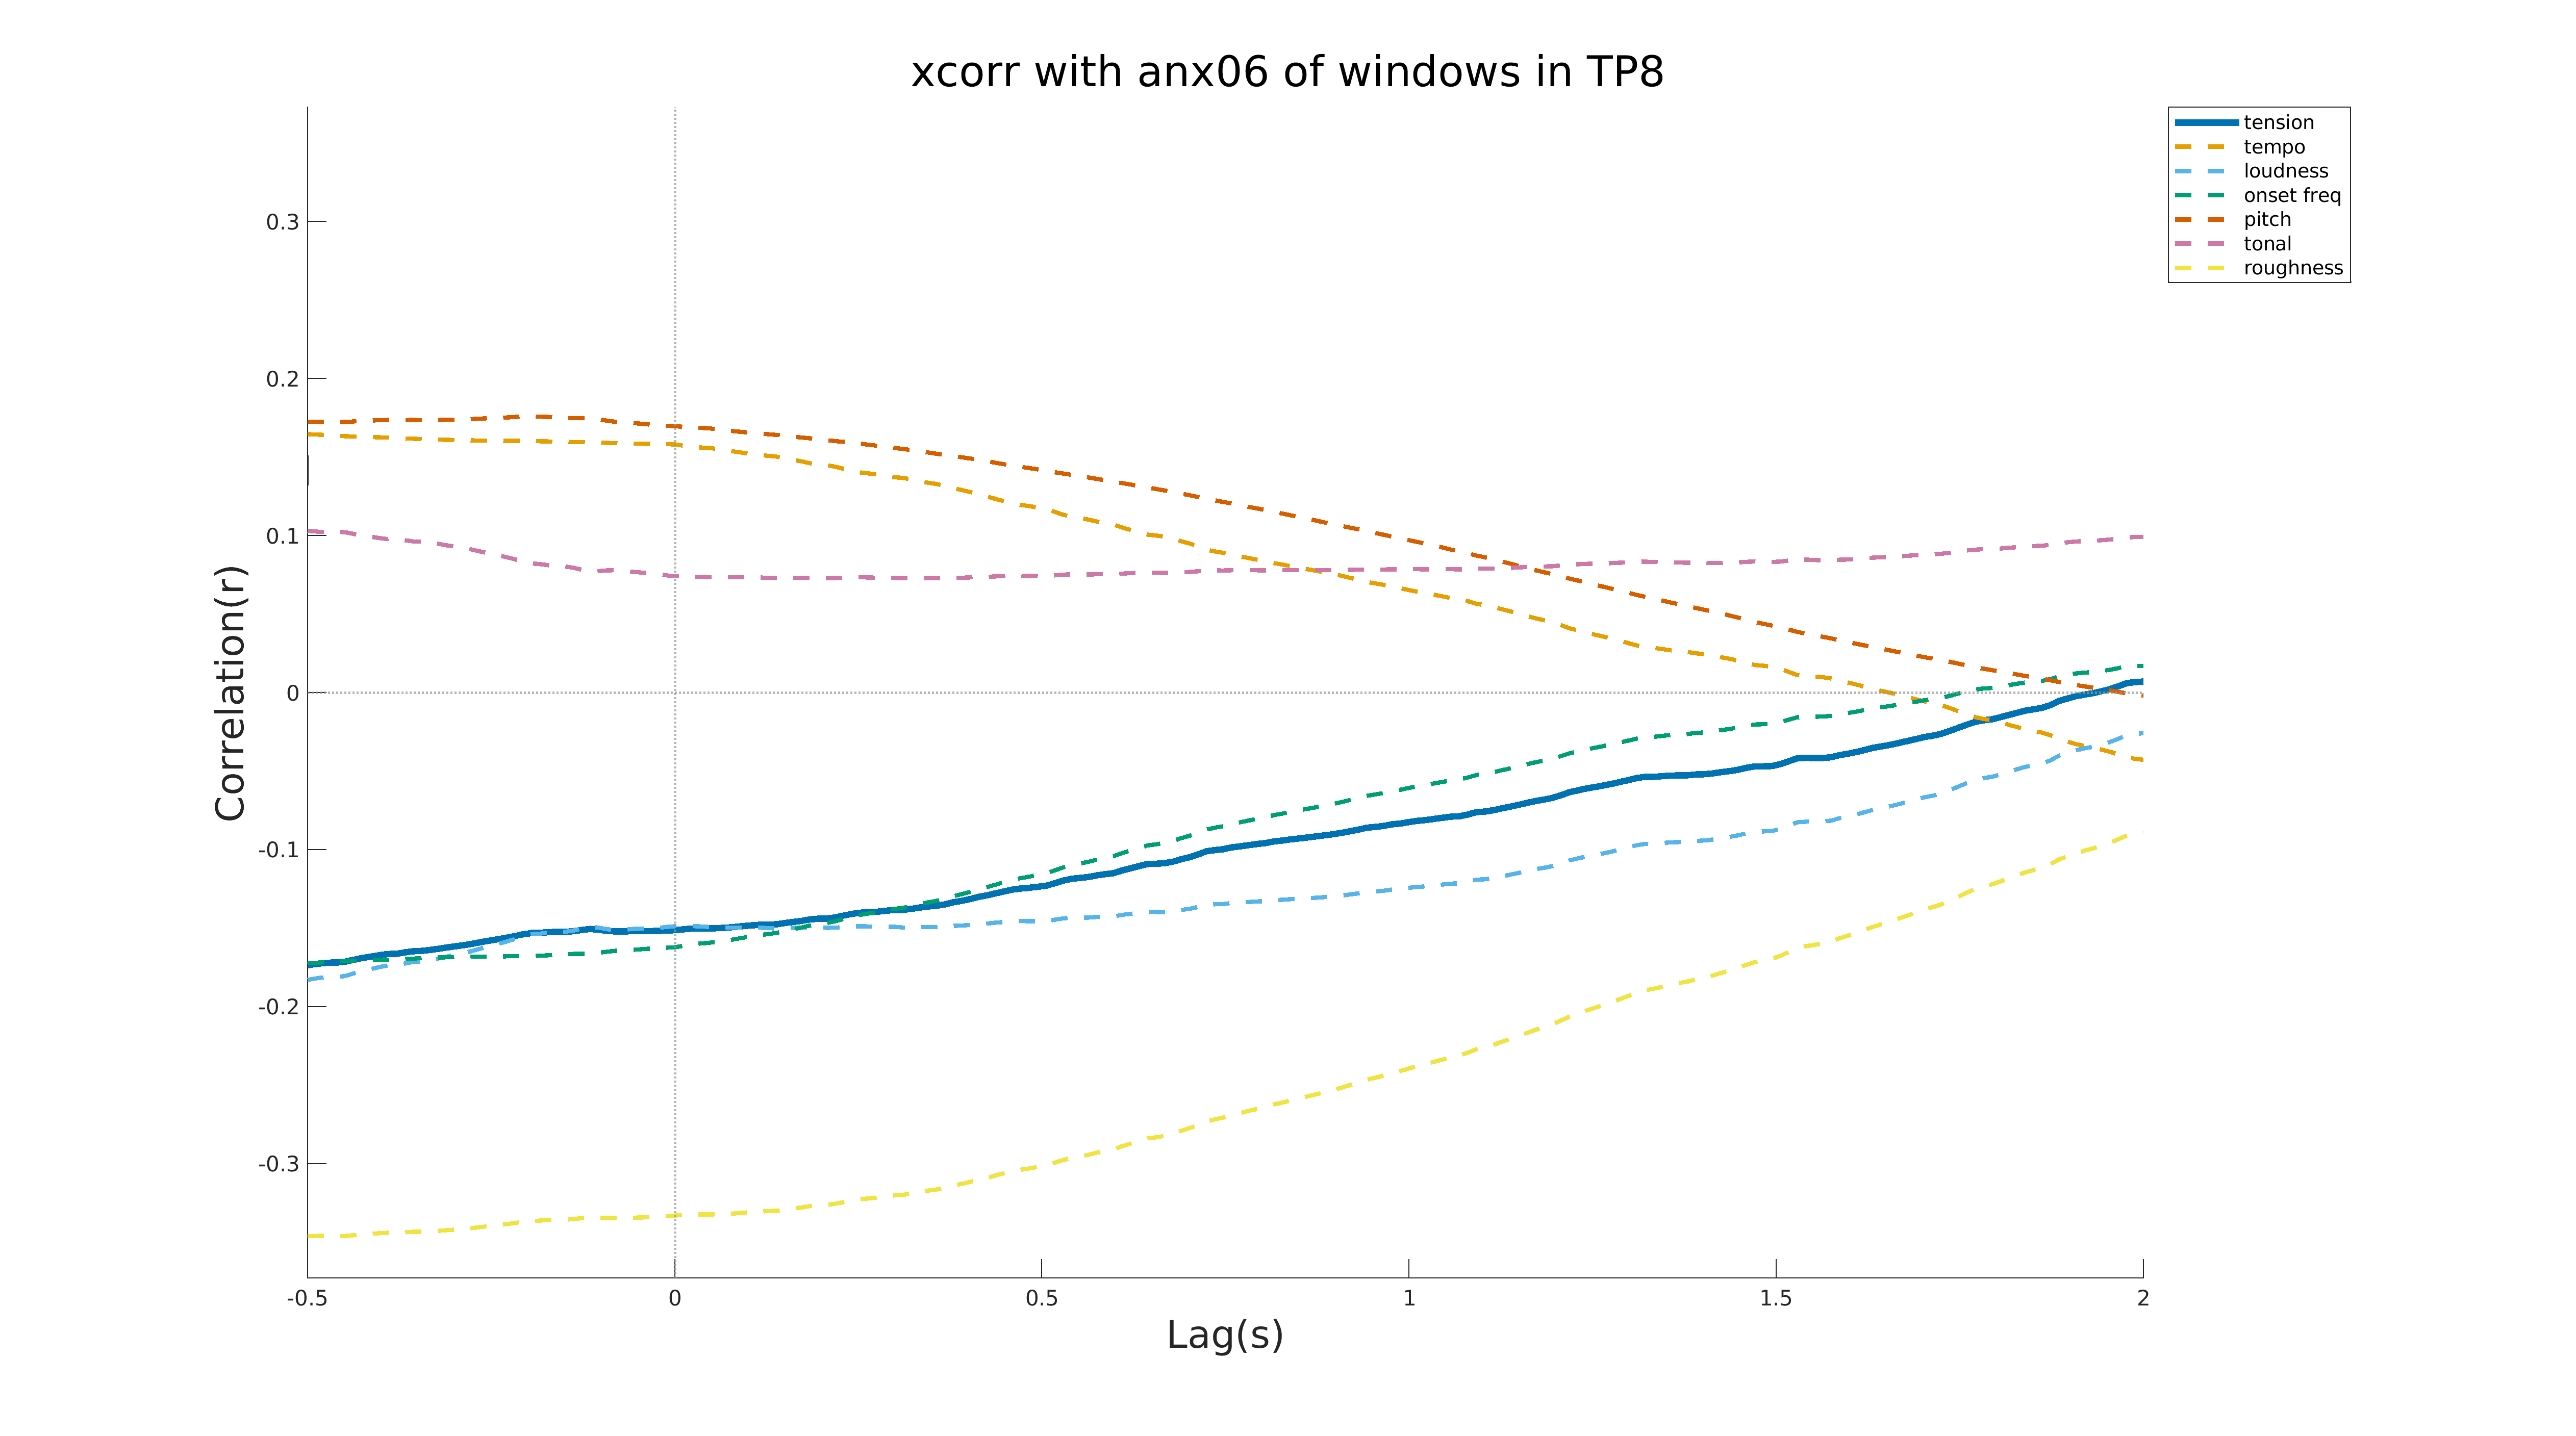 xcorr with anx06 of windows in TP8
tension
tempo
loudness
onset freq
pitch
tonal
roughness
0.3
0.2
0.1
0
-0.1
-0.2
-0.3
Correlation(r)
-0.5
0
0.5
1
1.5
2
Lag(s)